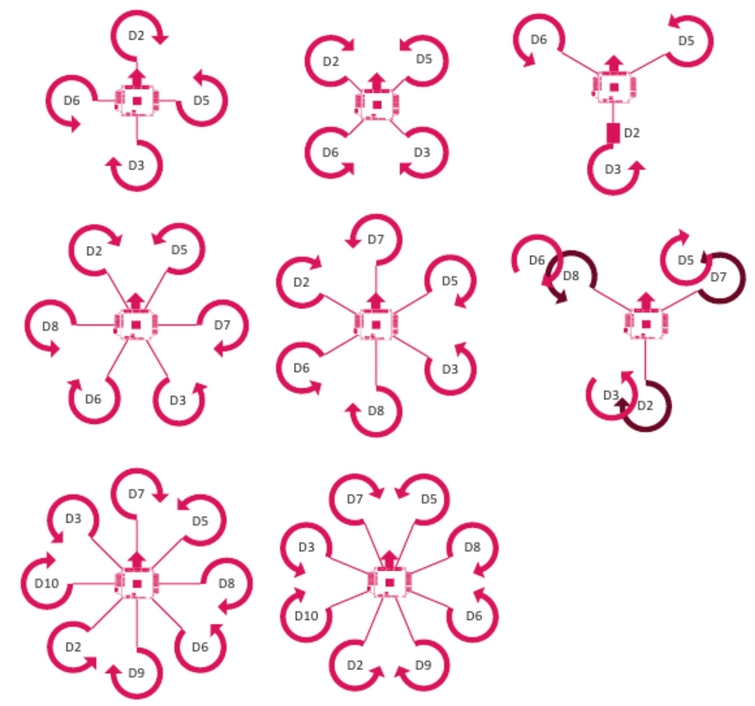 D2
D6 D5
D3
D2 D5
D6 D3
D6 D5
D2
D3
D2 D5
D8 D7
D6 D3
D7
D2 D5
D6 D3
D8
D6 D8 D5 D7
D3 D2
D7
D3 D5
D10 D8
D2 D6
D9
D7 D5
D3 D8
D10 D6
D2 D9